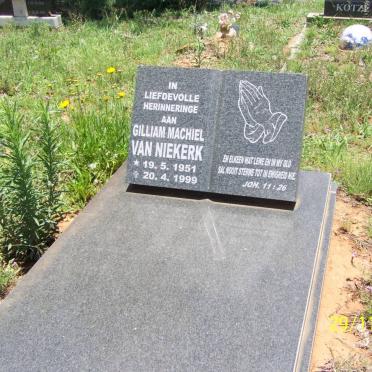 KOTZE
IN
LIEFDEVOLLE
HERINNERINGE
AAN
GILLIAM MACHIEL
VAN NIEKERK
* 19. 5. 1951
✞ 20. 4. 1999
EN ELKEEN WAT LEWE EN IN MY GLO
SAL NOOIT STERWE TOT IN EWIGHEID NIE.
JOH. 11 : 26